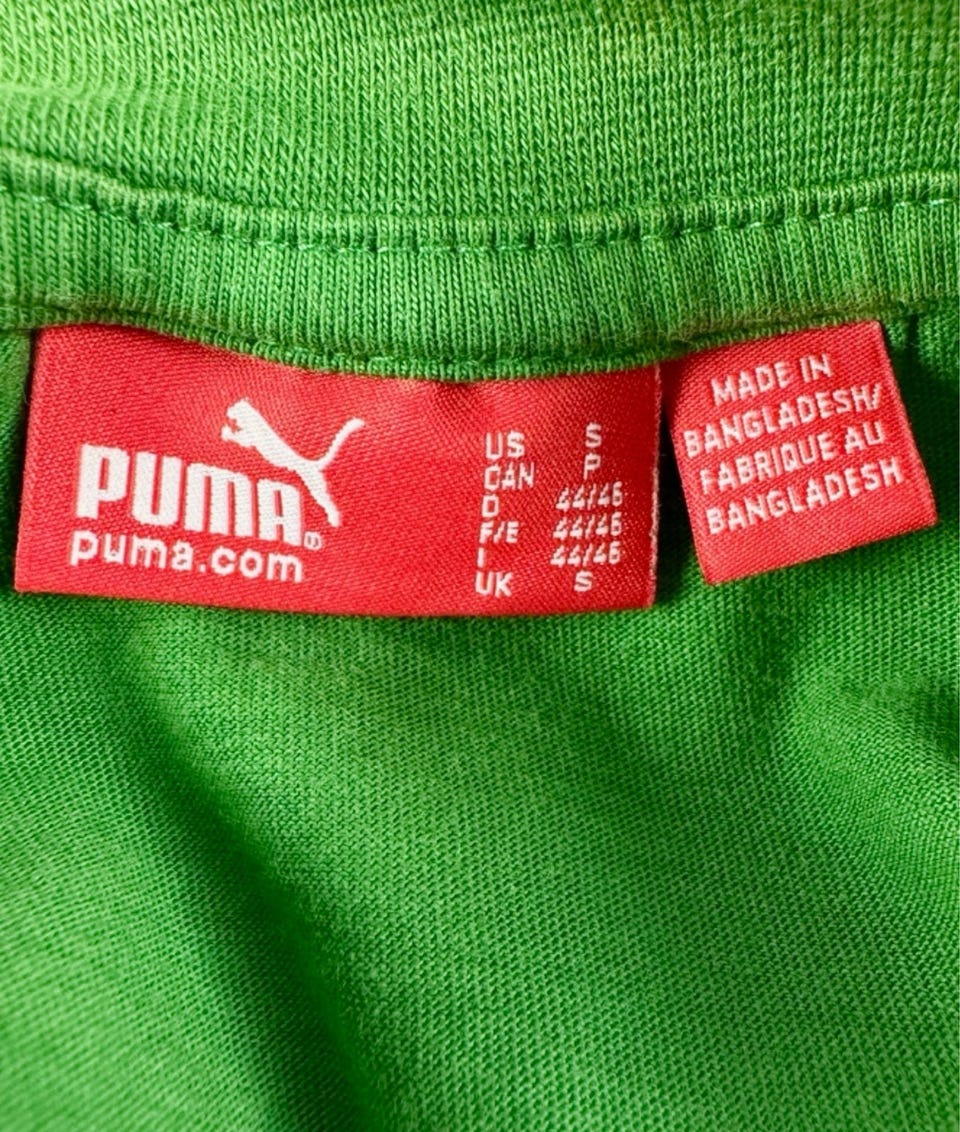 PUMA®
puma.com
US S
CAN P
D 44/46
F/E 44/46
I 44/46
UK S
MADE IN
BANGLADESH/
FABRIQUE AU
BANGLADESH